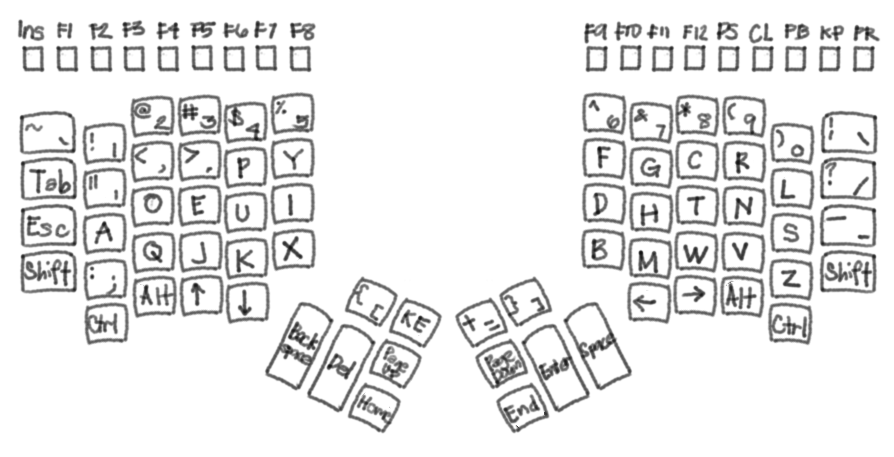 Ins F1 F2 F3 F4 F5 F6 F7 F8
F9 F10 F11 F12 PS CL PB KP PR
~ ` ! 1 @ 2 # 3 $ 4 % 5
^ 6 & 7 * 8 ( 9 ) 0 ! \
Tab " ' < , > . P Y
F G C R L ? /
Esc A O E U I
D H T N S – _
Shift : ; Q J K X
B M W V Z Shift
Ctrl Alt ↑ ↓
← → Alt Ctrl
{ [ KE
+ = } ]
Back
space
Del
Page
Up
Home
Page
Down
Enter
Space
End